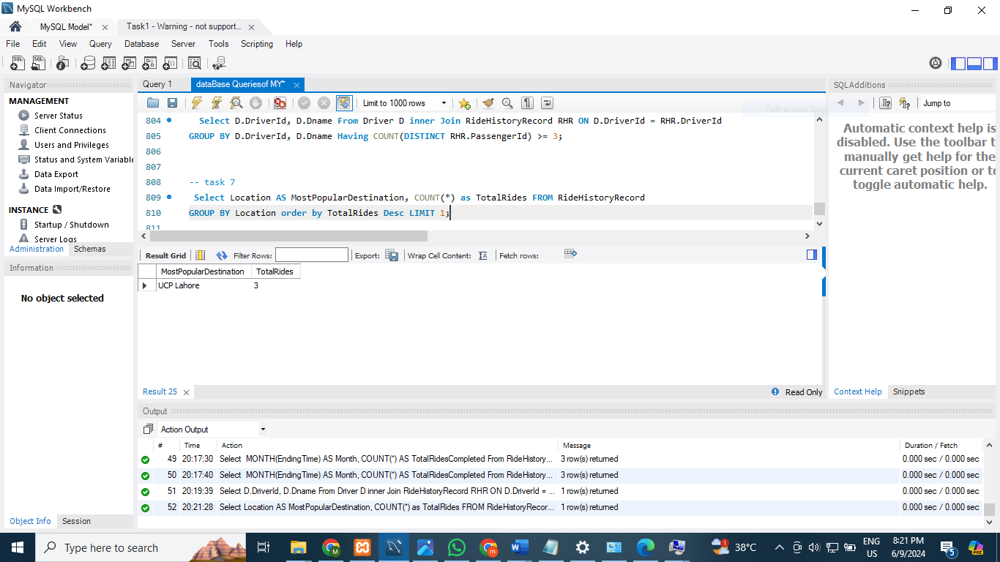 MySQL Workbench
MySQL Model*
Task1 - Warning - not support...
File Edit View Query Database Server Tools Scripting Help
Navigator
MANAGEMENT
Server Status
Client Connections
Users and Privileges
Status and System Variable
Data Export
Data Import/Restore
INSTANCE
Startup / Shutdown
Server Logs
Administration Schemas
Information
No object selected
Object Info Session
Query 1 dataBase Queriesof MY*
Limit to 1000 rows
804 Select D.DriverId, D.Dname From Driver D inner Join RideHistoryRecord RHR ON D.DriverId = RHR.DriverId
805 GROUP BY D.DriverId, D.Dname Having COUNT(DISTINCT RHR.PassengerId) >= 3;
806
807
808 -- task 7
809 Select Location AS MostPopularDestination, COUNT(*) as TotalRides FROM RideHistoryRecord
810 GROUP BY Location order by TotalRides Desc LIMIT 1;
811
Result Grid Filter Rows: Export: Wrap Cell Content: Fetch rows:
MostPopularDestination TotalRides
UCP Lahore 3
Result 25 Read Only
SQLAdditions
Jump to
Full-screen Snip
Automatic context help is
disabled. Use the toolbar t
manually get help for the
current caret position or to
toggle automatic help.
Context Help Snippets
Output
Action Output
# Time Action Message Duration / Fetch
49 20:17:30 Select MONTH(EndingTime) AS Month, COUNT(*) AS TotalRidesCompleted From RideHistory... 3 row(s) returned 0.000 sec / 0.000 sec
50 20:17:40 Select MONTH(EndingTime) AS Month, COUNT(*) AS TotalRidesCompleted From RideHistory... 3 row(s) returned 0.000 sec / 0.000 sec
51 20:19:39 Select D.DriverId, D.Dname From Driver D inner Join RideHistoryRecord RHR ON D.DriverId = ... 1 row(s) returned 0.000 sec / 0.000 sec
52 20:21:28 Select Location AS MostPopularDestination, COUNT(*) as TotalRides FROM RideHistoryRecor... 1 row(s) returned 0.000 sec / 0.000 sec
Type here to search
38°C
ENG
US
8:21 PM
6/9/2024
5